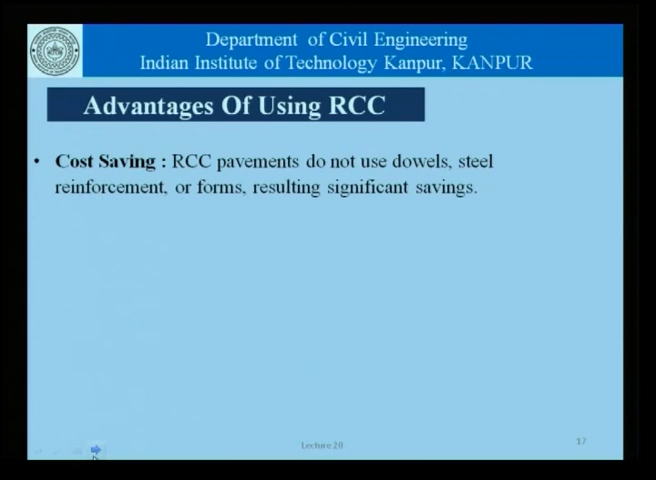 Department of Civil Engineering
Indian Institute of Technology Kanpur, KANPUR
Advantages Of Using RCC
• Cost Saving : RCC pavements do not use dowels, steel
reinforcement, or forms, resulting significant savings.
Lecture 20
17